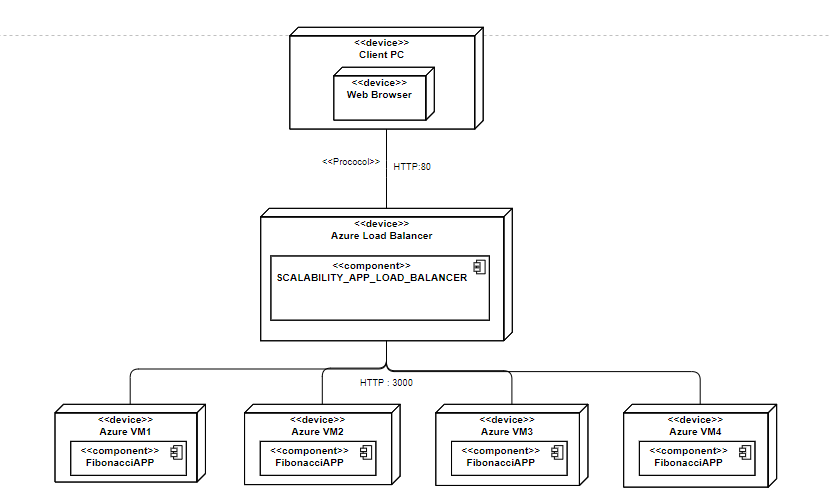 <<device>>
Client PC
<<device>>
Web Browser
<<Prococol>>
HTTP:80
<<device>>
Azure Load Balancer
<<component>>
SCALABILITY_APP_LOAD_BALANCER
HTTP : 3000
<<device>>
Azure VM1
<<component>>
FibonacciAPP
<<device>>
Azure VM2
<<component>>
FibonacciAPP
<<device>>
Azure VM3
<<component>>
FibonacciAPP
<<device>>
Azure VM4
<<component>>
FibonacciAPP